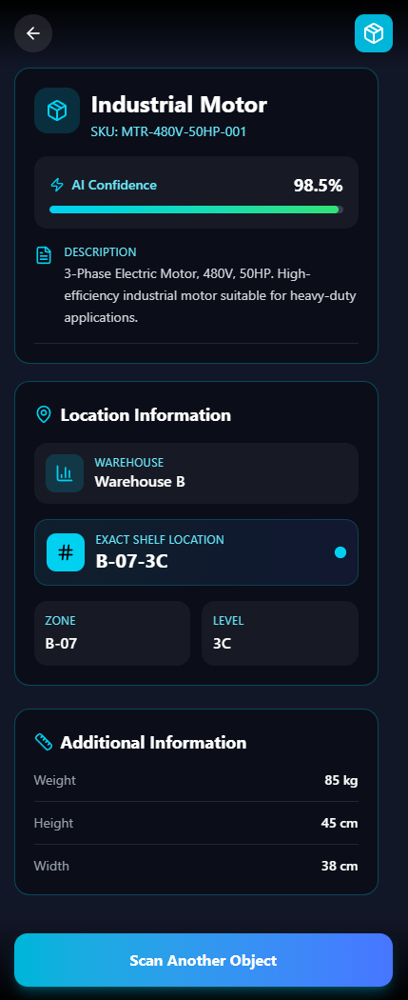 Industrial Motor
SKU: MTR-480V-50HP-001
AI Confidence
98.5%
DESCRIPTION
3-Phase Electric Motor, 480V, 50HP. High-
efficiency industrial motor suitable for heavy-duty
applications.
Location Information
WAREHOUSE
Warehouse B
EXACT SHELF LOCATION
B-07-3C
ZONE
B-07
LEVEL
3C
Additional Information
Weight 85 kg
Height 45 cm
Width 38 cm
Scan Another Object